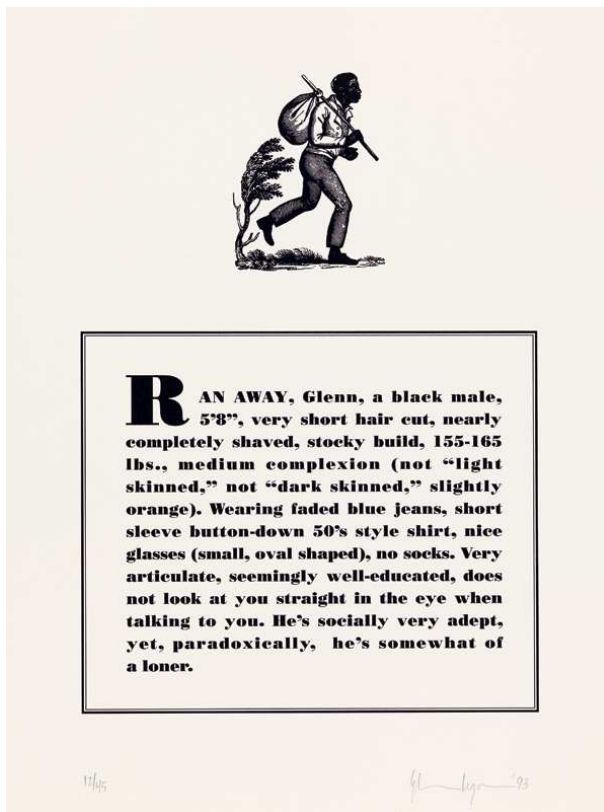 RAN AWAY, Glenn, a black male,
5’8”, very short hair cut, nearly
completely shaved, stocky build, 155-165
lbs., medium complexion (not “light
skinned,” not “dark skinned,” slightly
orange). Wearing faded blue jeans, short
sleeve button-down 50’s style shirt, nice
glasses (small, oval shaped), no socks. Very
articulate, seemingly well-educated, does
not look at you straight in the eye when
talking to you. He’s socially very adept,
yet, paradoxically, he’s somewhat of
a loner.
’93